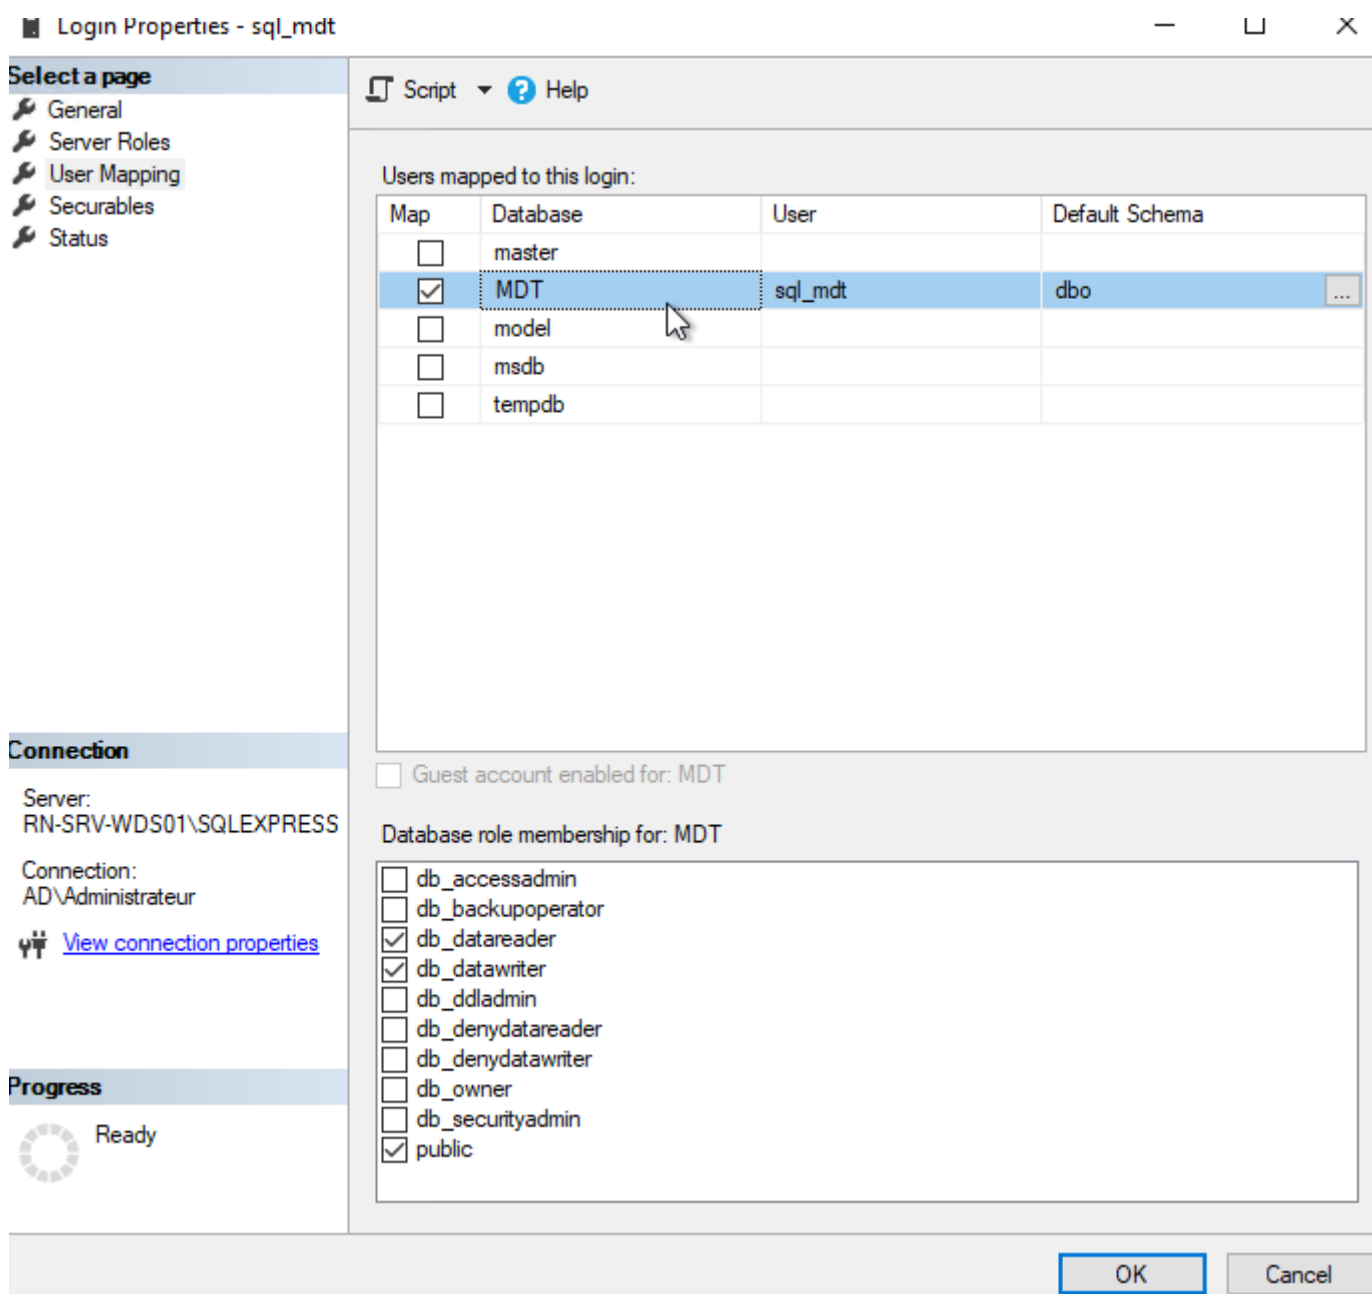 Login Properties - sql_mdt
Select a page
General
Server Roles
User Mapping
Securables
Status
Script
Help
Users mapped to this login:
Map Database User Default Schema
master
MDT sql_mdt dbo ...
model
msdb
tempdb
Guest account enabled for: MDT
Database role membership for: MDT
db_accessadmin
db_backupoperator
db_datareader
db_datawriter
db_ddladmin
db_denydatareader
db_denydatawriter
db_owner
db_securityadmin
public
Connection
Server:
RN-SRV-WDS01\SQLEXPRESS
Connection:
AD\Administrateur
View connection properties
Progress
Ready
OK
Cancel